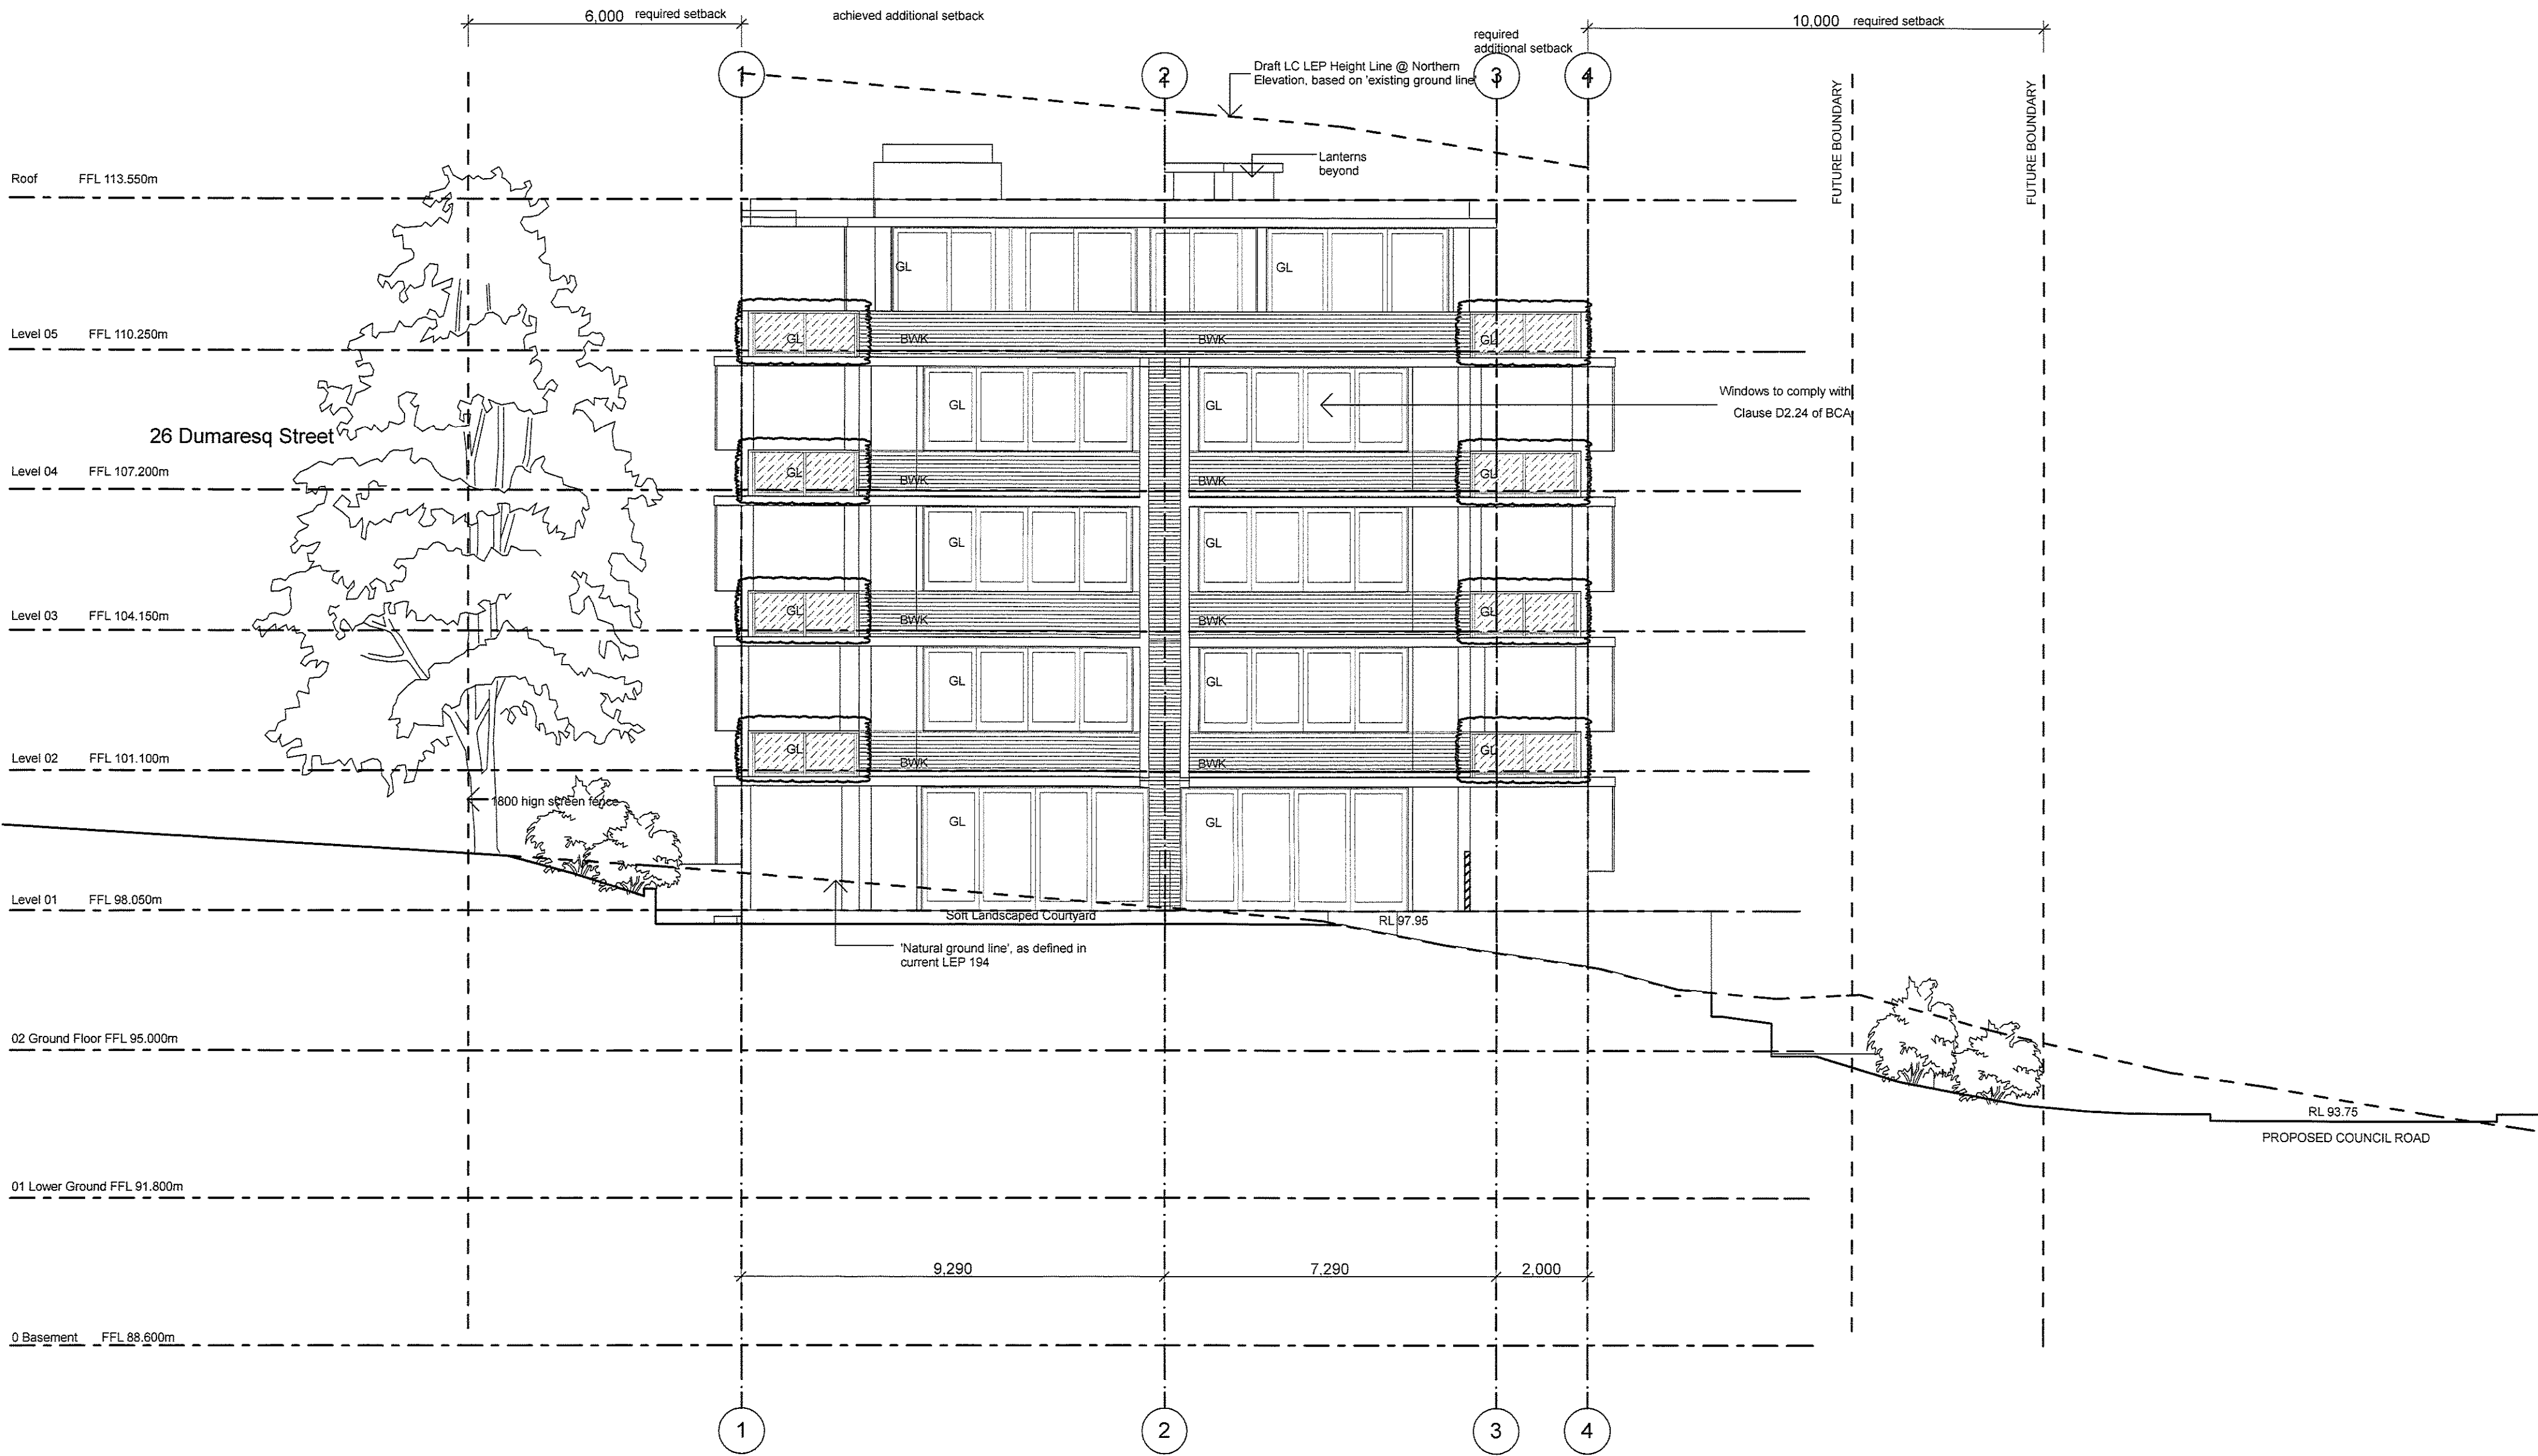 6,000 required setback
achieved additional setback
10,000 required setback
required
additional setback
1
2
3
4
Draft LC LEP Height Line @ Northern
Elevation, based on 'existing ground line'
FUTURE BOUNDARY
FUTURE BOUNDARY
Lanterns
beyond
Roof FFL 113.550m
GL
GL
Level 05 FFL 110.250m
GL
BWK
BWK
GL
Windows to comply with
Clause D2.24 of BCA
GL
GL
26 Dumaresq Street
Level 04 FFL 107.200m
GL
BWK
BWK
GL
GL
GL
Level 03 FFL 104.150m
GL
BWK
BWK
GL
GL
GL
Level 02 FFL 101.100m
GL
BWK
BWK
GL
1800 hign screen fence
GL
GL
Level 01 FFL 98.050m
Soft Landscaped Courtyard
RL 97.95
'Natural ground line', as defined in
current LEP 194
02 Ground Floor FFL 95.000m
RL 93.75
PROPOSED COUNCIL ROAD
01 Lower Ground FFL 91.800m
9,290
7,290
2,000
0 Basement FFL 88.600m
1
2
3
4